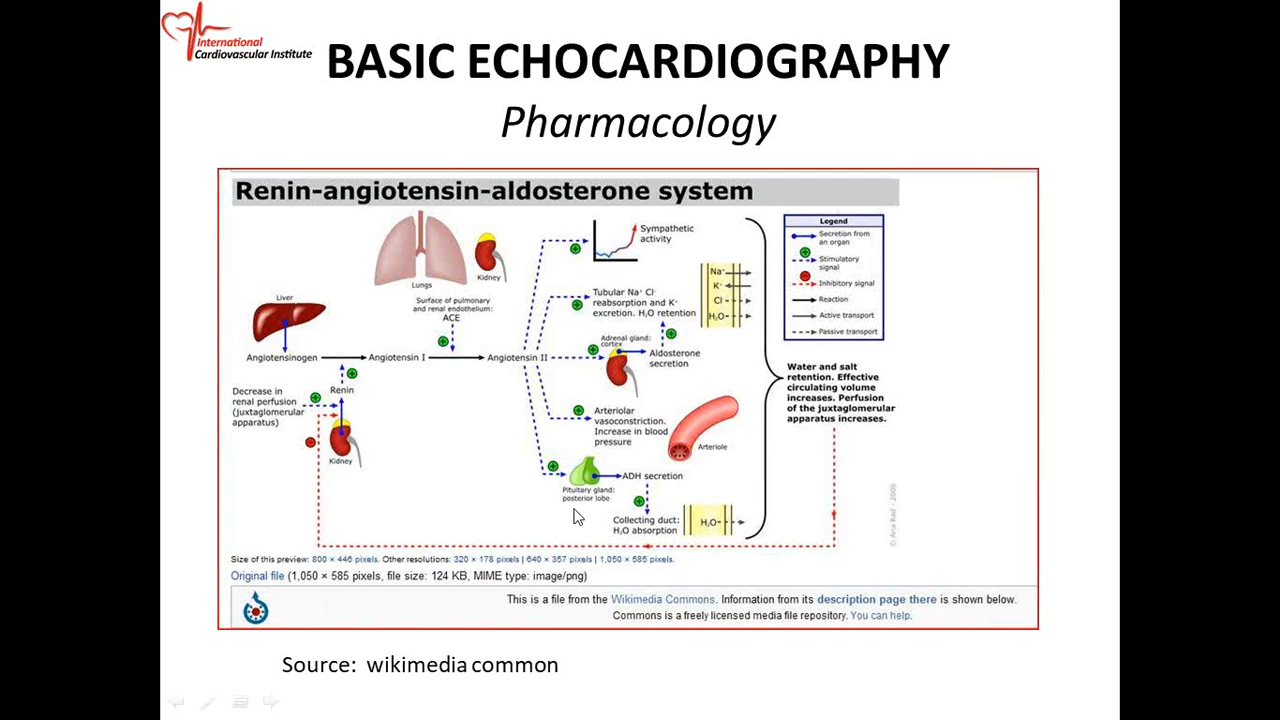 International
Cardiovascular Institute
BASIC ECHOCARDIOGRAPHY
Pharmacology
Renin-angiotensin-aldosterone system
Liver
Lungs
Kidney
Surface of pulmonary
and renal endothelium:
ACE
Angiotensinogen
Angiotensin I
Angiotensin II
Decrease in
renal perfusion
(juxtaglomerular
apparatus)
Renin
Kidney
Sympathetic
activity
Tubular Na⁺ Cl⁻
reabsorption and K⁺
excretion. H₂O retention
Adrenal gland:
cortex
Aldosterone
secretion
Arteriolar
vasoconstriction.
Increase in blood
pressure
Arteriole
Pituitary gland:
posterior lobe
ADH secretion
Collecting duct:
H₂O absorption
Na⁺
K⁺
Cl⁻
H₂O
H₂O
Legend
Secretion from
an organ
Stimulatory
signal
Inhibitory signal
Reaction
Active transport
Passive transport
Water and salt
retention. Effective
circulating volume
increases. Perfusion
of the juxtaglomerular
apparatus increases.
© Aria Rad - 2006
Size of this preview: 800 × 446 pixels. Other resolutions: 320 × 178 pixels | 640 × 357 pixels | 1,050 × 585 pixels.
Original file (1,050 × 585 pixels, file size: 124 KB, MIME type: image/png)
This is a file from the Wikimedia Commons. Information from its description page there is shown below.
Commons is a freely licensed media file repository. You can help.
Source: wikimedia common